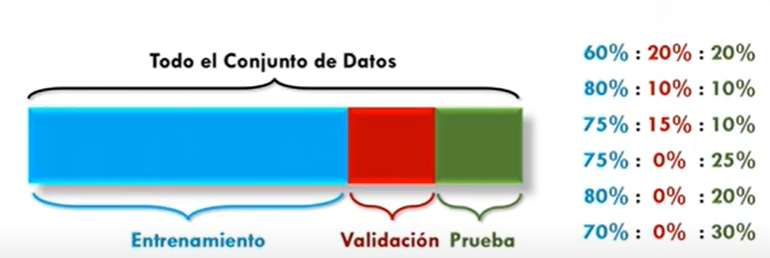 Todo el Conjunto de Datos
Entrenamiento
Validación
Prueba
60% : 20% : 20%
80% : 10% : 10%
75% : 15% : 10%
75% : 0% : 25%
80% : 0% : 20%
70% : 0% : 30%